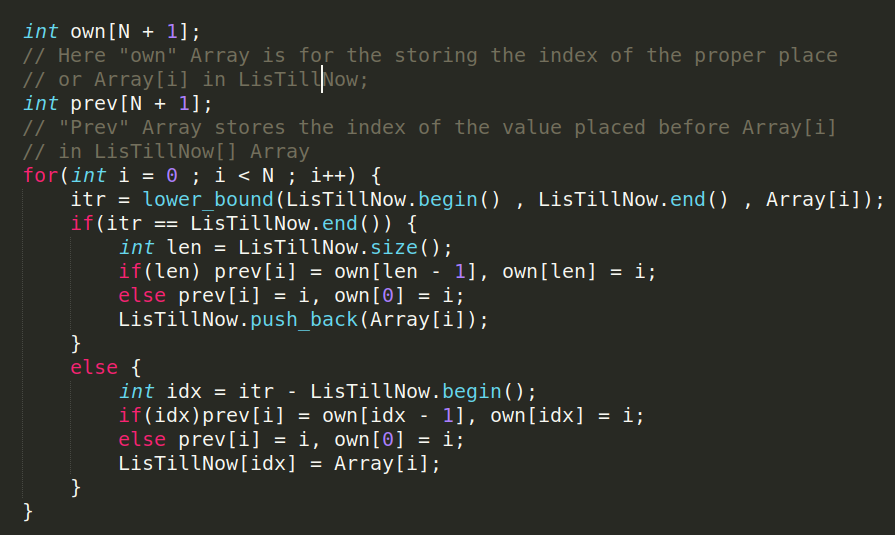 int own[N + 1];
// Here "own" Array is for the storing the index of the proper place
// or Array[i] in LisTillNow;
int prev[N + 1];
// "Prev" Array stores the index of the value placed before Array[i]
// in ListTillNow[] Array
for(int i = 0 ; i < N ; i++) {
    itr = lower_bound(LisTillNow.begin() , LisTillNow.end() , Array[i]);
    if(itr == LisTillNow.end()) {
        int len = LisTillNow.size();
        if(len) prev[i] = own[len - 1], own[len] = i;
        else prev[i] = i, own[0] = i;
        LisTillNow.push_back(Array[i]);
    }
    else {
        int idx = itr - LisTillNow.begin();
        if(idx)prev[i] = own[idx - 1], own[idx] = i;
        else prev[i] = i, own[0] = i;
        LisTillNow[idx] = Array[i];
    }
}